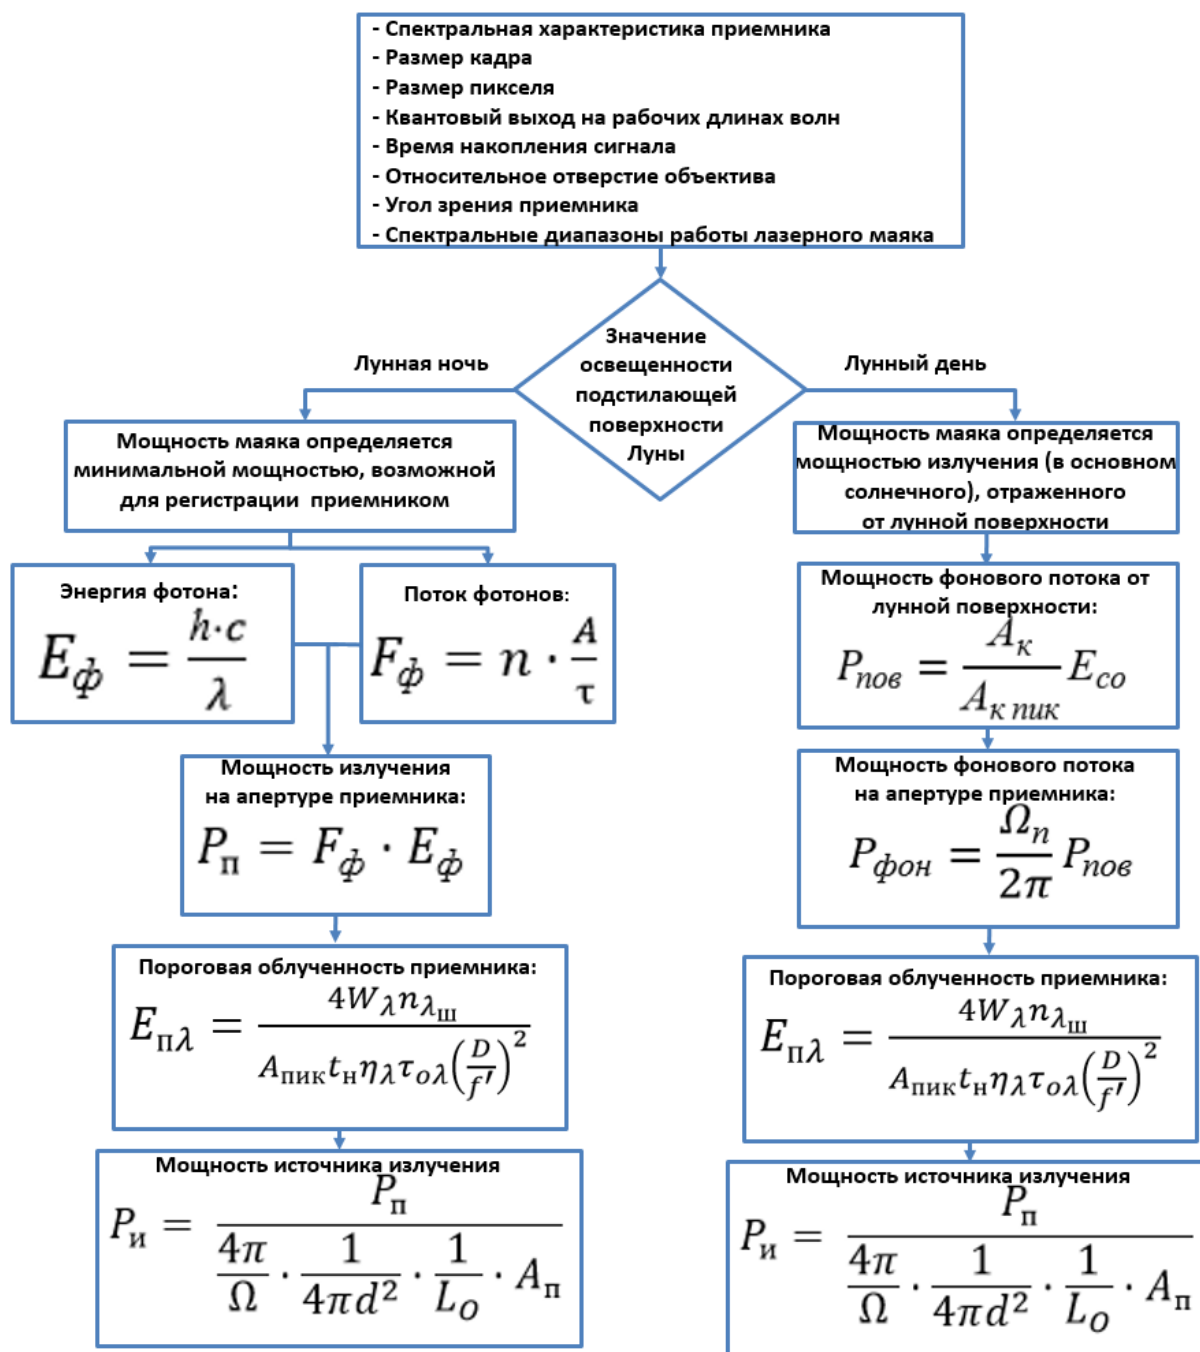 - Спектральная характеристика приемника
- Размер кадра
- Размер пикселя
- Квантовый выход на рабочих длинах волн
- Время накопления сигнала
- Относительное отверстие объектива
- Угол зрения приемника
- Спектральные диапазоны работы лазерного маяка
Значение
освещенности
подстилающей
поверхности
Луны
Лунная ночь
Лунный день
Мощность маяка определяется
минимальной мощностью, возможной
для регистрации приемником
Энергия фотона:
E_ф = h·c / λ
Поток фотонов:
F_ф = n · A / τ
Мощность излучения
на апертуре приемника:
P_п = F_ф · E_ф
Пороговая облученность приемника:
E_пλ = 4W_λ n_λш / (A_пик t_н η_λ τ_oλ (D/f′)²)
Мощность источника излучения
P_и = P_п / (4π/Ω · 1/(4πd²) · 1/L_O · A_п)
Мощность маяка определяется
мощностью излучения (в основном
солнечного), отраженного
от лунной поверхности
Мощность фонового потока от
лунной поверхности:
P_пов = A_к / A_к пик E_со
Мощность фонового потока
на апертуре приемника:
P_фон = Ω_п / 2π P_пов
Пороговая облученность приемника:
E_пλ = 4W_λ n_λш / (A_пик t_н η_λ τ_oλ (D/f′)²)
Мощность источника излучения
P_и = P_п / (4π/Ω · 1/(4πd²) · 1/L_O · A_п)